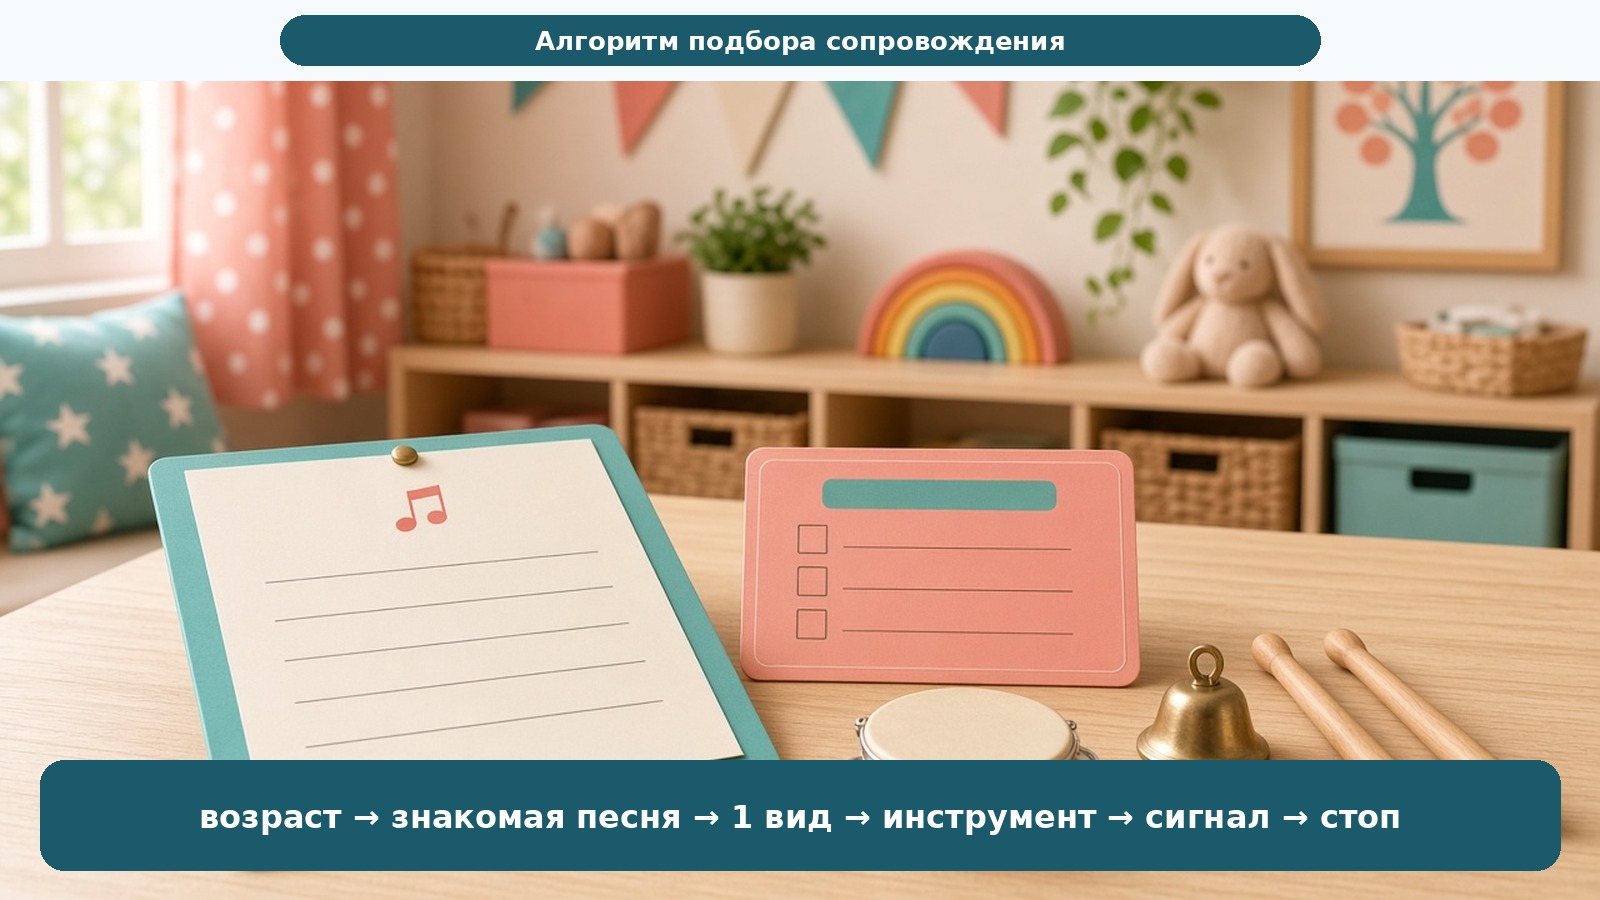 Алгоритм подбора сопровождения
возраст → знакомая песня → 1 вид → инструмент → сигнал → стоп